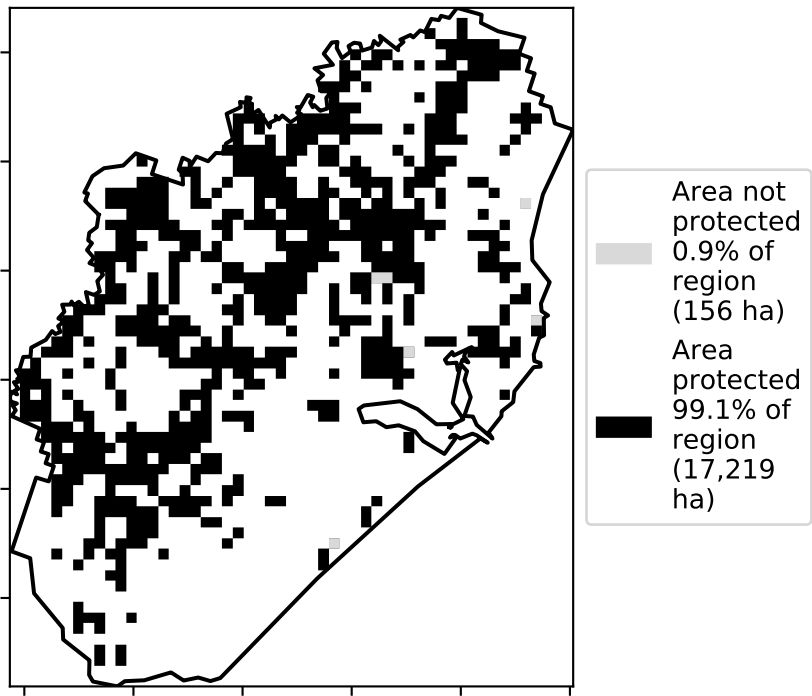 Area not
protected
0.9% of
region
(156 ha)
Area
protected
99.1% of
region
(17,219
ha)